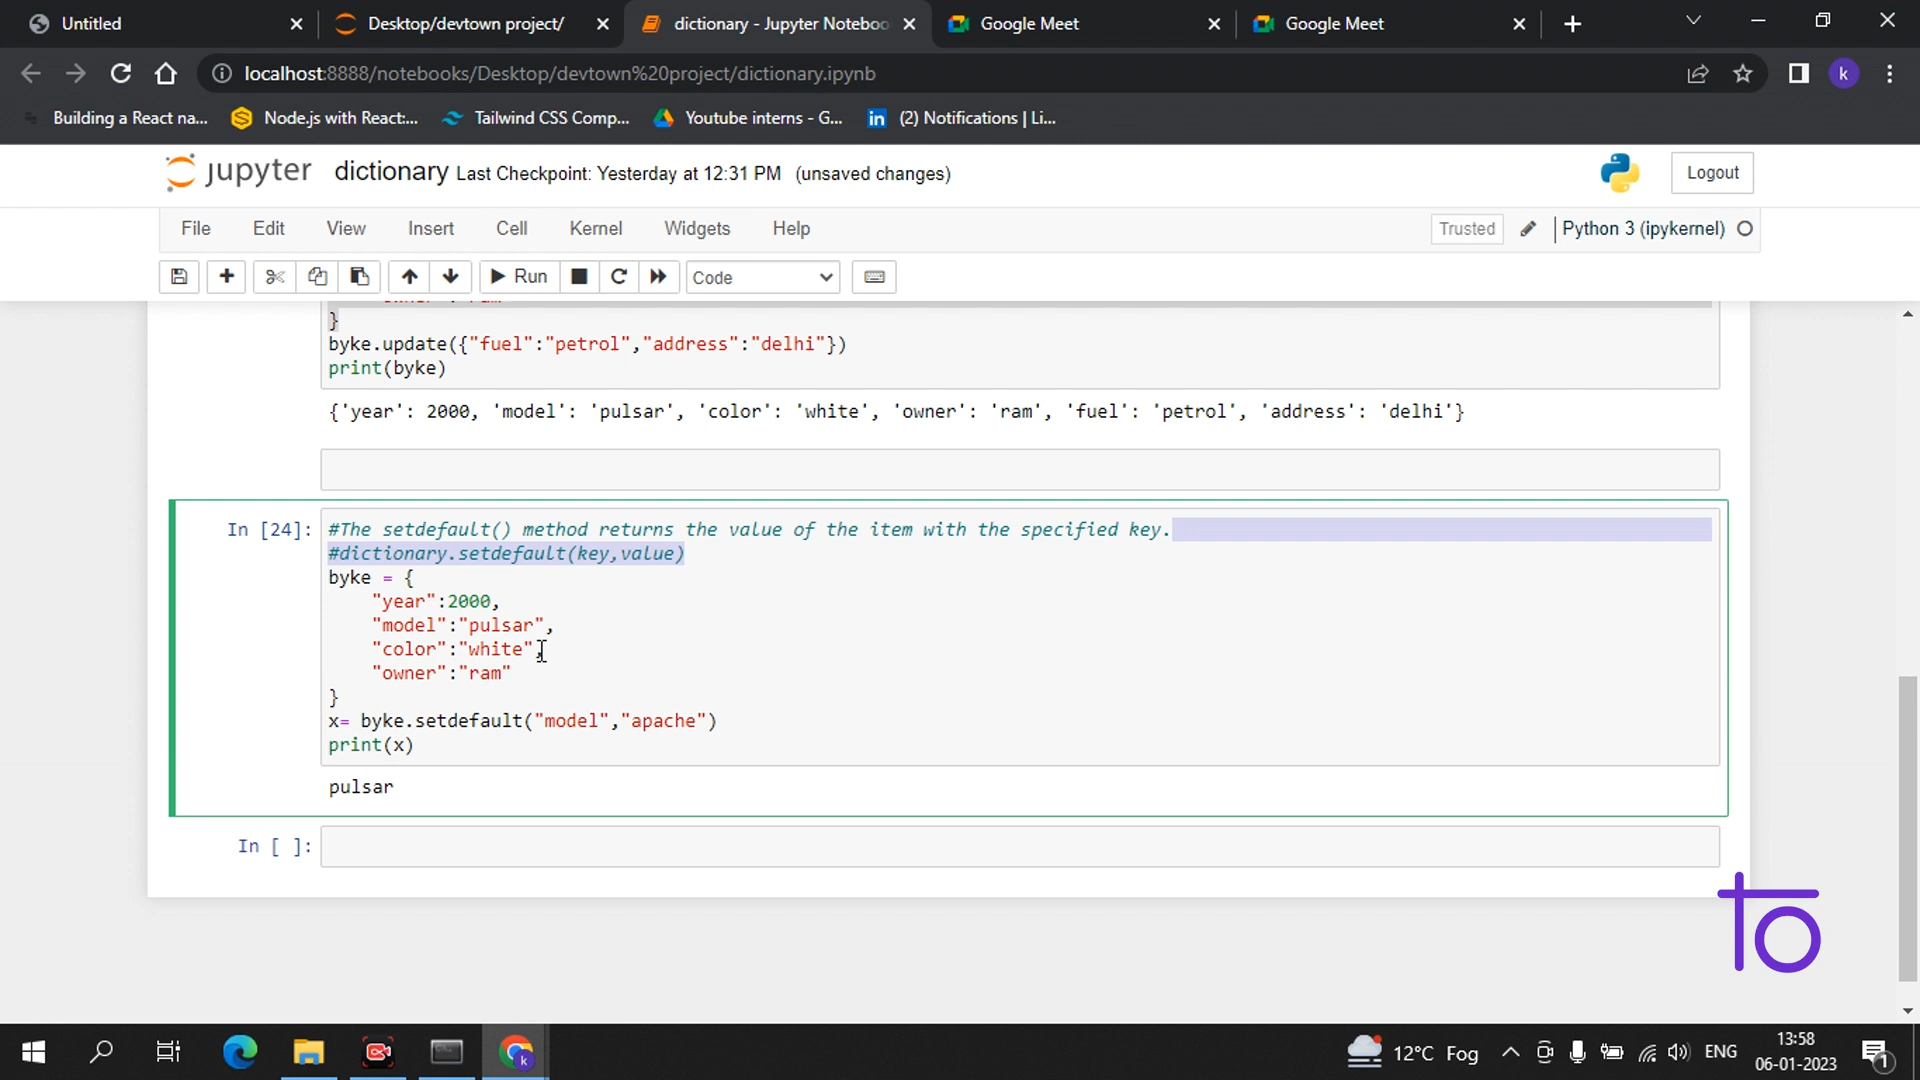 Untitled
Desktop/devtown project/
dictionary - Jupyter Noteboo
Google Meet
Google Meet
localhost:8888/notebooks/Desktop/devtown%20project/dictionary.ipynb
k
Building a React na...
Node.js with React:...
Tailwind CSS Comp...
Youtube interns - G...
(2) Notifications | Li...
jupyter dictionary Last Checkpoint: Yesterday at 12:31 PM (unsaved changes)
Logout
File Edit View Insert Cell Kernel Widgets Help
Trusted
Python 3 (ipykernel)
Run
Code
}
byke.update({"fuel":"petrol","address":"delhi"})
print(byke)
{'year': 2000, 'model': 'pulsar', 'color': 'white', 'owner': 'ram', 'fuel': 'petrol', 'address': 'delhi'}
In [24]:
#The setdefault() method returns the value of the item with the specified key.
#dictionary.setdefault(key,value)
byke = {
"year":2000,
"model":"pulsar",
"color":"white",
"owner":"ram"
}
x= byke.setdefault("model","apache")
print(x)
pulsar
In [ ]:
to
12°C Fog
ENG
13:58
06-01-2023
1
k